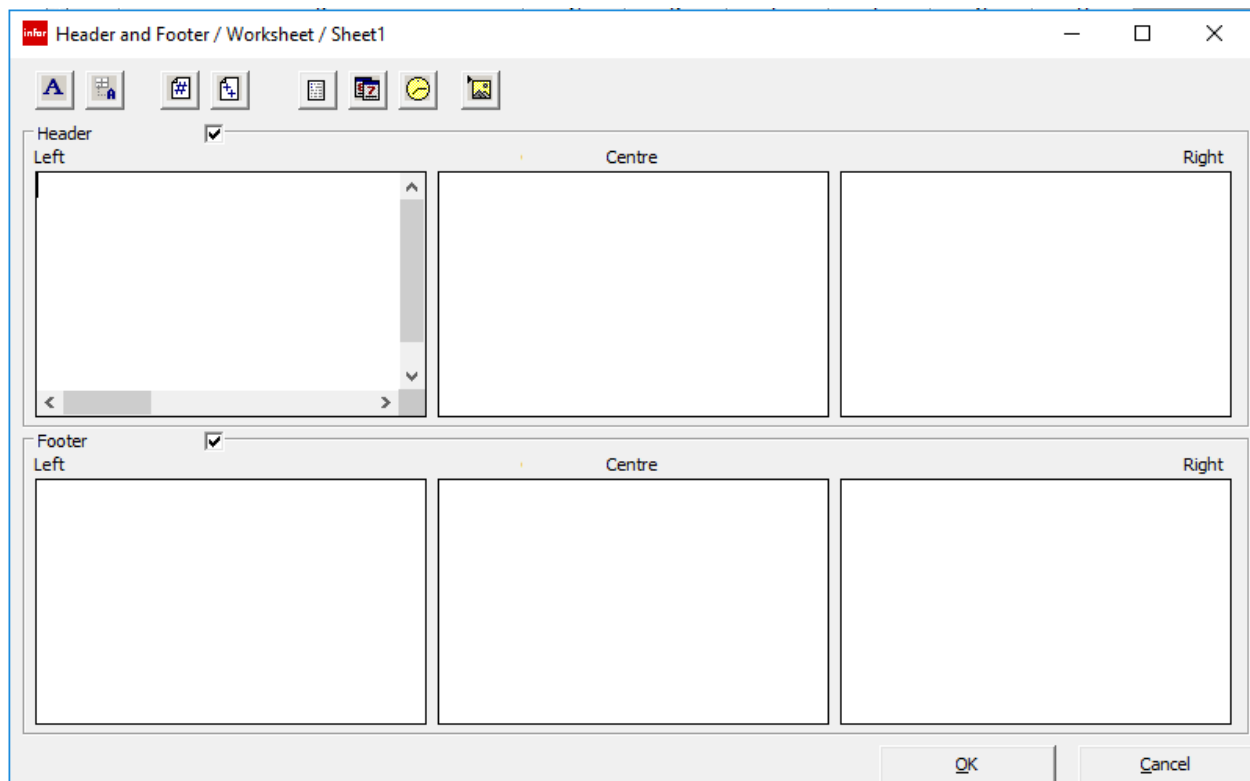 infor Header and Footer / Worksheet / Sheet1
A A # 
Header
Left Centre Right
Footer
Left Centre Right
OK Cancel